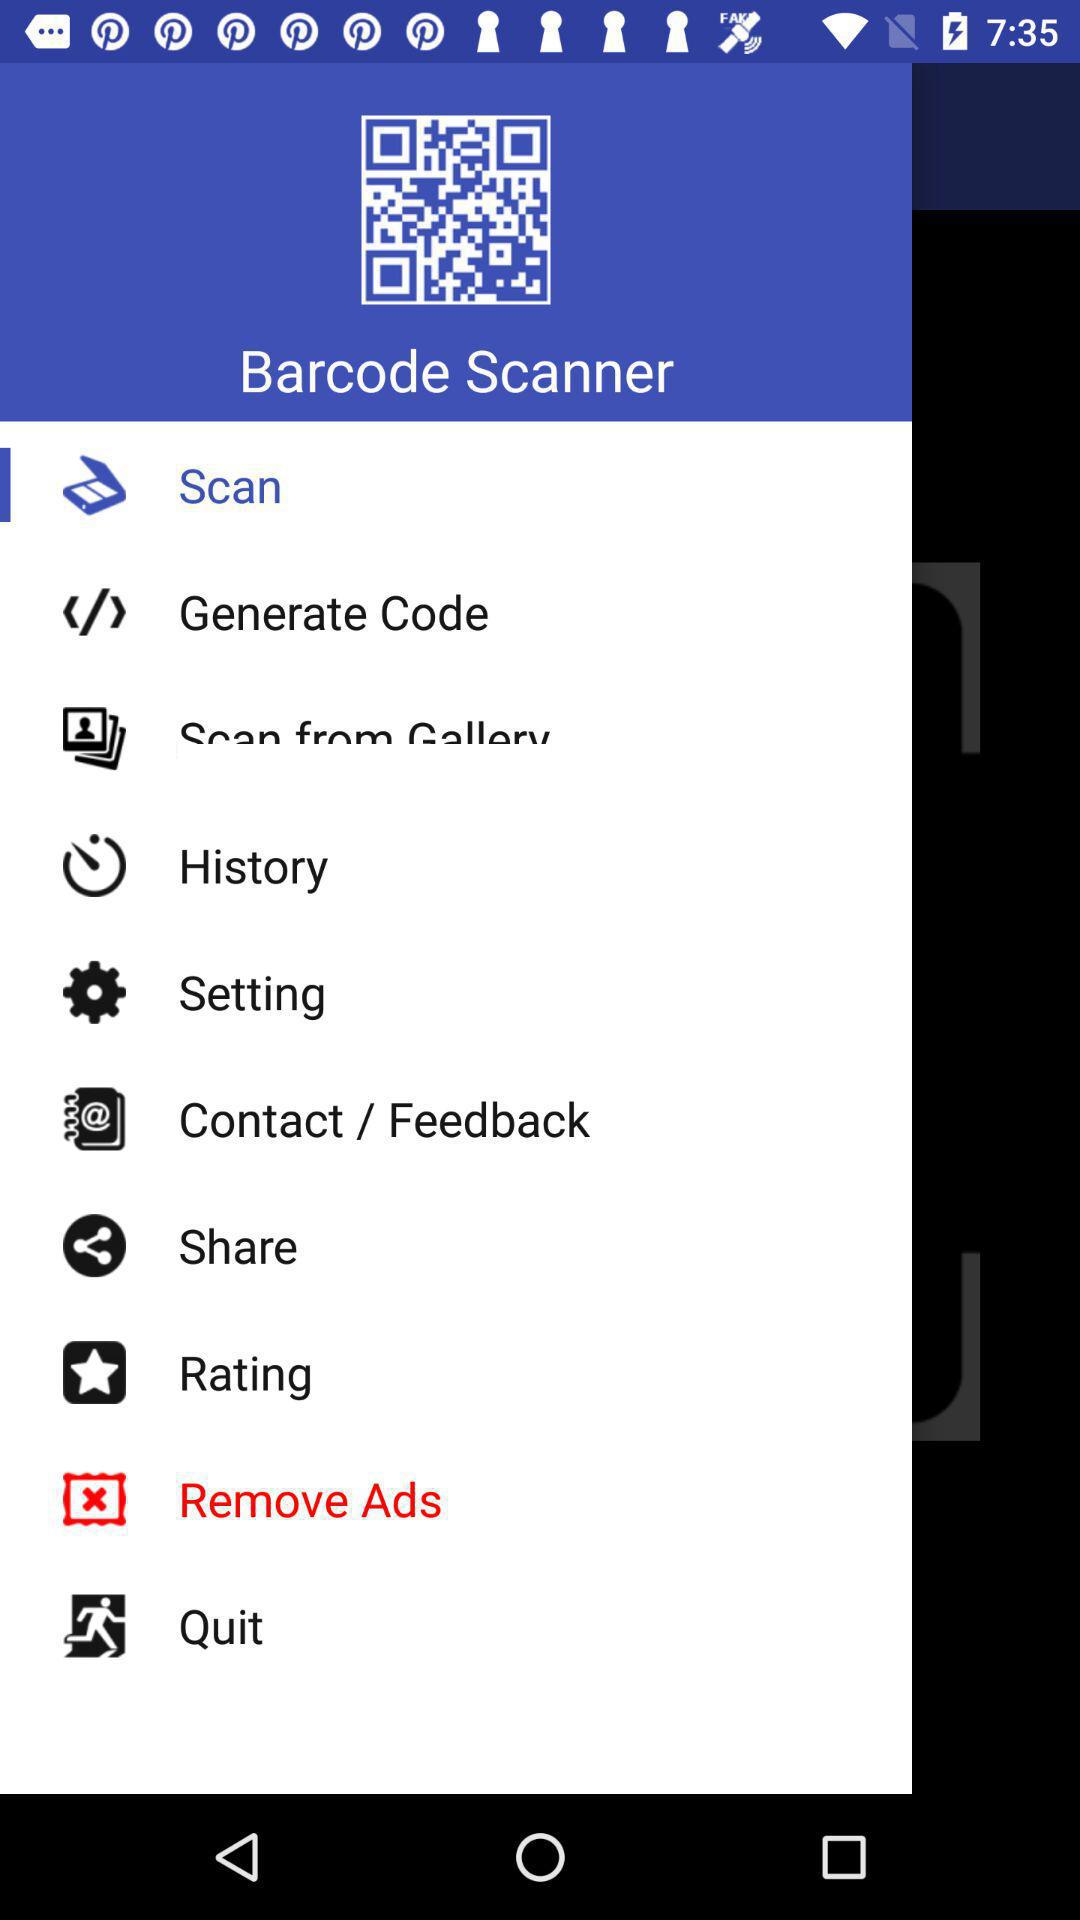 FAKE
7:35
Barcode Scanner
Scan
Generate Code
Scan from Gallery
History
Setting
Contact / Feedback
Share
Rating
Remove Ads
Quit